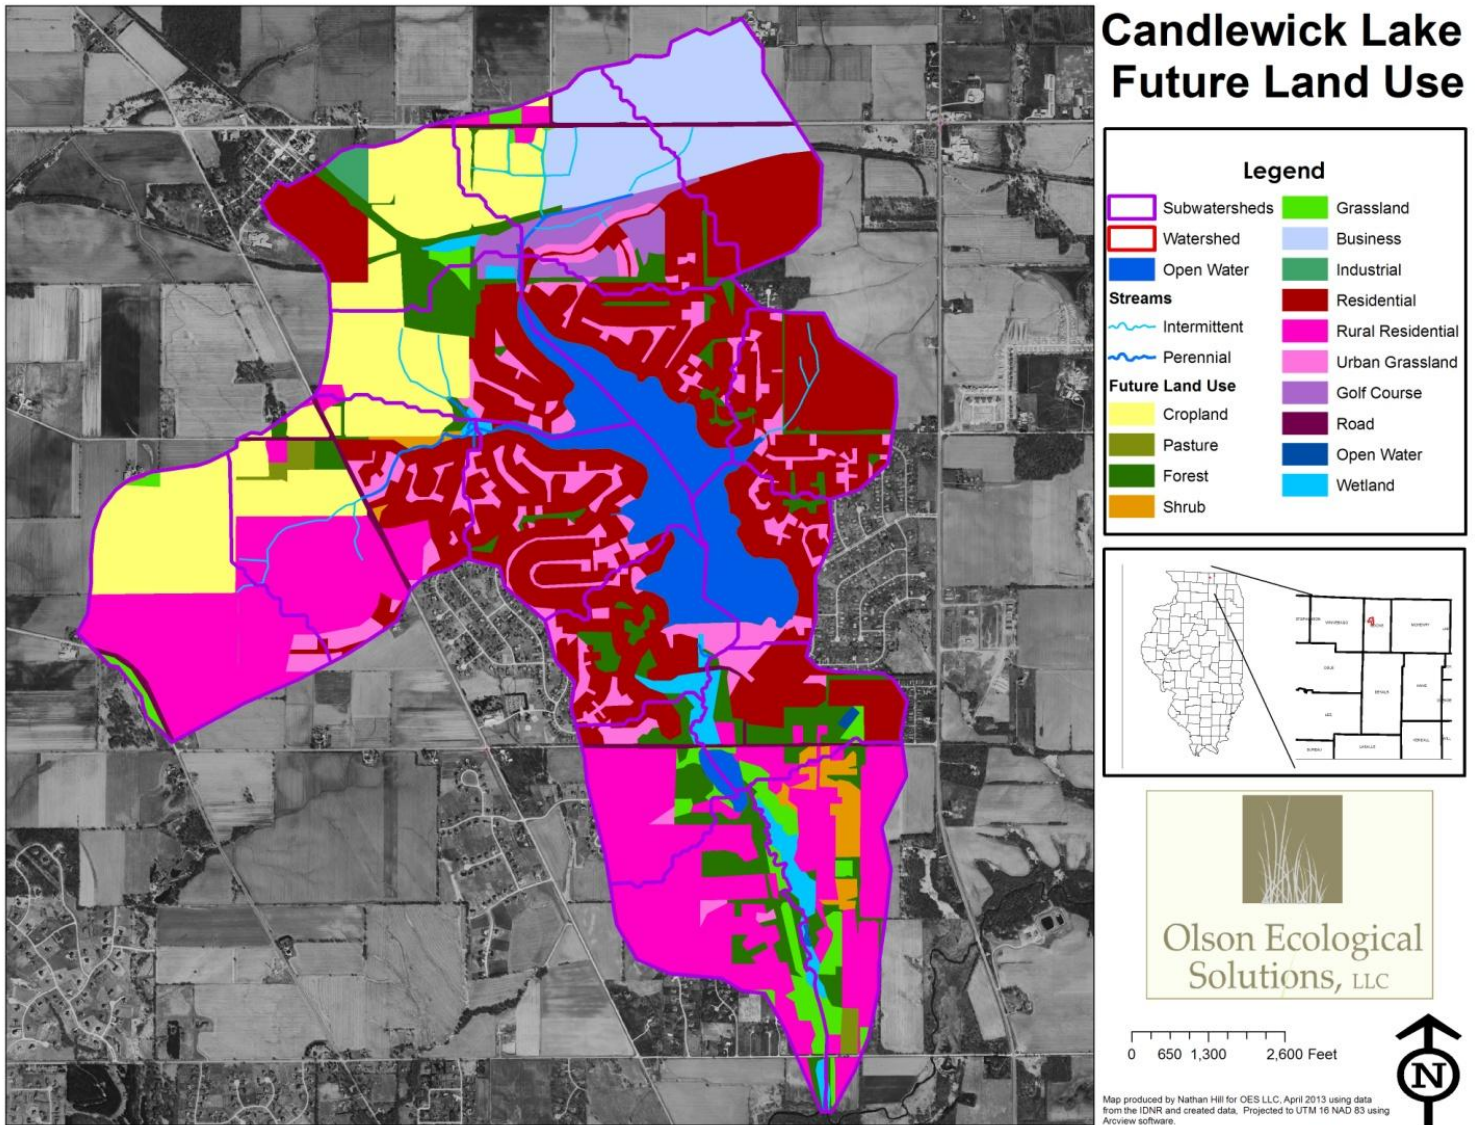 Candlewick Lake
Future Land Use
Legend
Subwatersheds
Watershed
Open Water
Streams
Intermittent
Perennial
Future Land Use
Cropland
Pasture
Forest
Shrub
Grassland
Business
Industrial
Residential
Rural Residential
Urban Grassland
Golf Course
Road
Open Water
Wetland
Olson Ecological
Solutions, LLC
0 650 1,300 2,600 Feet
N
Map produced by Nathan Hill for OES LLC, April 2013 using data
from the IDNR and created data. Projected to UTM 16 NAD 83 using
Arcview software.